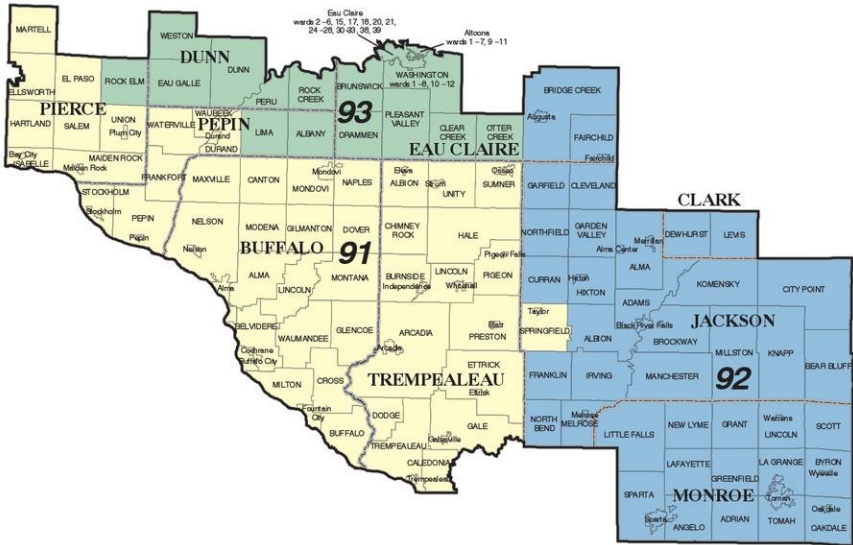 Eau Claire
wards 2 -6, 15, 17, 18, 20, 21,
24 -28, 30-33, 38, 39
Altoona
wards 1 -7, 9 -11
MARTELL
WESTON
DUNN
DUNN
EL PASO
ROCK ELM
EAU GALLE
ELLSWORTH
PIERCE
PERU
ROCK
CREEK
BRUNSWICK
WASHINGTON
wards 1 -8, 10 -12
93
PLEASANT
VALLEY
BRIDGE CREEK
Augusta
HARTLAND
SALEM
UNION
Plum City
WATERVILLE
PEPIN
WAUBEEK
Durand
DURAND
LIMA
ALBANY
DRAMMEN
CLEAR
CREEK
OTTER
CREEK
EAU CLAIRE
FAIRCHILD
Fairchild
Bay City
ISABELLE
MAIDEN ROCK
Maiden Rock
FRANKFORT
MAXVILLE
CANTON
Mondovi
MONDOVI
NAPLES
Eleva
ALBION
Strum
UNITY
Osseo
SUMNER
GARFIELD
CLEVELAND
STOCKHOLM
Stockholm
PEPIN
Pepin
NELSON
Nelson
MODENA
GILMANTON
DOVER
BUFFALO
91
CHIMNEY
ROCK
HALE
Pigeon Falls
NORTHFIELD
GARDEN
VALLEY
Alma Center
Merrillan
CLARK
DEWHURST
LEVIS
ALMA
Alma
LINCOLN
MONTANA
BURNSIDE
Independence
LINCOLN
Whitehall
PIGEON
CURRAN
Hixton
HIXTON
ALMA
ADAMS
KOMENSKY
CITY POINT
BELVIDERE
WAUMANDEE
GLENCOE
ARCADIA
Arcadia
Blair
PRESTON
Taylor
SPRINGFIELD
ALBION
Black River Falls
BROCKWAY
JACKSON
MILLSTON
KNAPP
BEAR BLUFF
Cochrane
Buffalo City
MILTON
CROSS
ETTRICK
Ettrick
TREMPEALEAU
FRANKLIN
IRVING
MANCHESTER
92
Fountain
City
BUFFALO
DODGE
TREMPEALEAU
Galesville
GALE
NORTH
BEND
Melrose
MELROSE
LITTLE FALLS
NEW LYME
GRANT
Warrens
LINCOLN
SCOTT
CALEDONIA
Trempealeau
LAFAYETTE
GREENFIELD
LA GRANGE
BYRON
Wyeville
SPARTA
Sparta
MONROE
ANGELO
ADRIAN
Tomah
TOMAH
Oakdale
OAKDALE